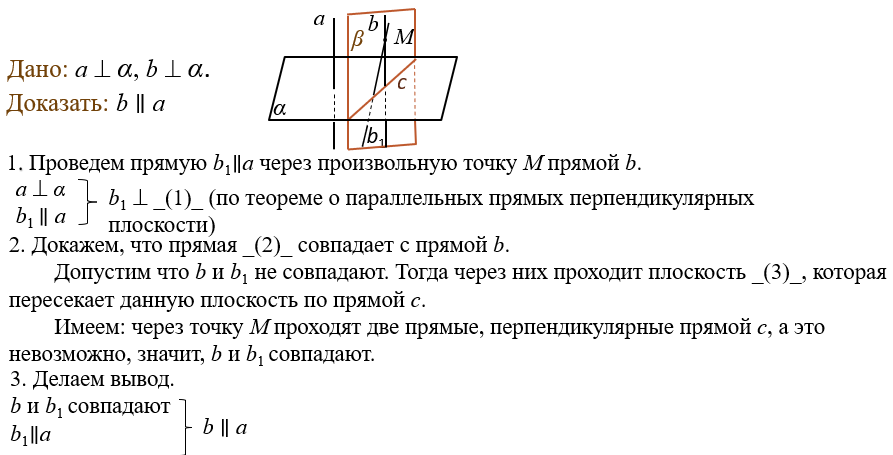 a
b
β
M
Дано: a ⊥ α, b ⊥ α.
c
Доказать: b ∥ a
α
b₁
1. Проведем прямую b₁∥a через произвольную точку M прямой b.
a ⊥ α
b₁ ⊥ _(1)_ (по теореме о параллельных прямых перпендикулярных
b₁ ∥ a
плоскости)
2. Докажем, что прямая _(2)_ совпадает с прямой b.
Допустим что b и b₁ не совпадают. Тогда через них проходит плоскость _(3)_, которая
пересекает данную плоскость по прямой c.
Имеем: через точку M проходят две прямые, перпендикулярные прямой c, а это
невозможно, значит, b и b₁ совпадают.
3. Делаем вывод.
b и b₁ совпадают
b₁∥a
b ∥ a